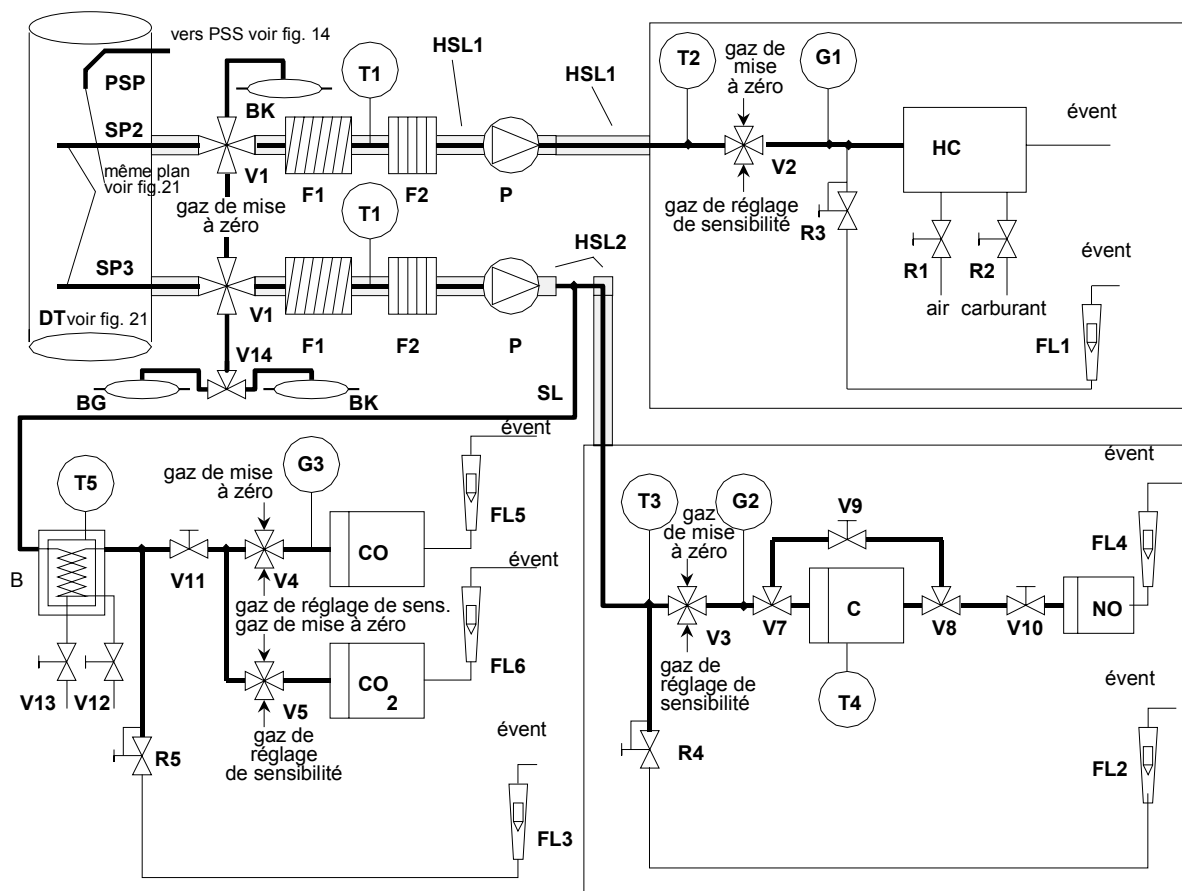 vers PSS voir fig. 14
PSP
HSL1
HSL1
T1
BK
SP2
même plan
voir fig.21
V1
F1
F2
P
gaz de mise
à zéro
T1
HSL2
SP3
DT voir fig. 21
V1
F1
F2
P
V14
BG
BK
SL
T2
gaz de
mise
à zéro
G1
V2
gaz de réglage
de sensibilité
HC
évent
R3
R1
R2
air
carburant
évent
FL1
évent
T5
gaz de mise
à zéro
G3
FL5
B
V11
V4
CO
évent
gaz de réglage de sens.
gaz de mise à zéro
V13
V12
V5
CO
2
FL6
gaz de
réglage
de sensibilité
évent
R5
FL3
évent
T3
gaz
de mise
à zéro
G2
V9
FL4
V3
V7
C
V8
V10
NO
gaz de
réglage de
sensibilité
T4
évent
R4
FL2